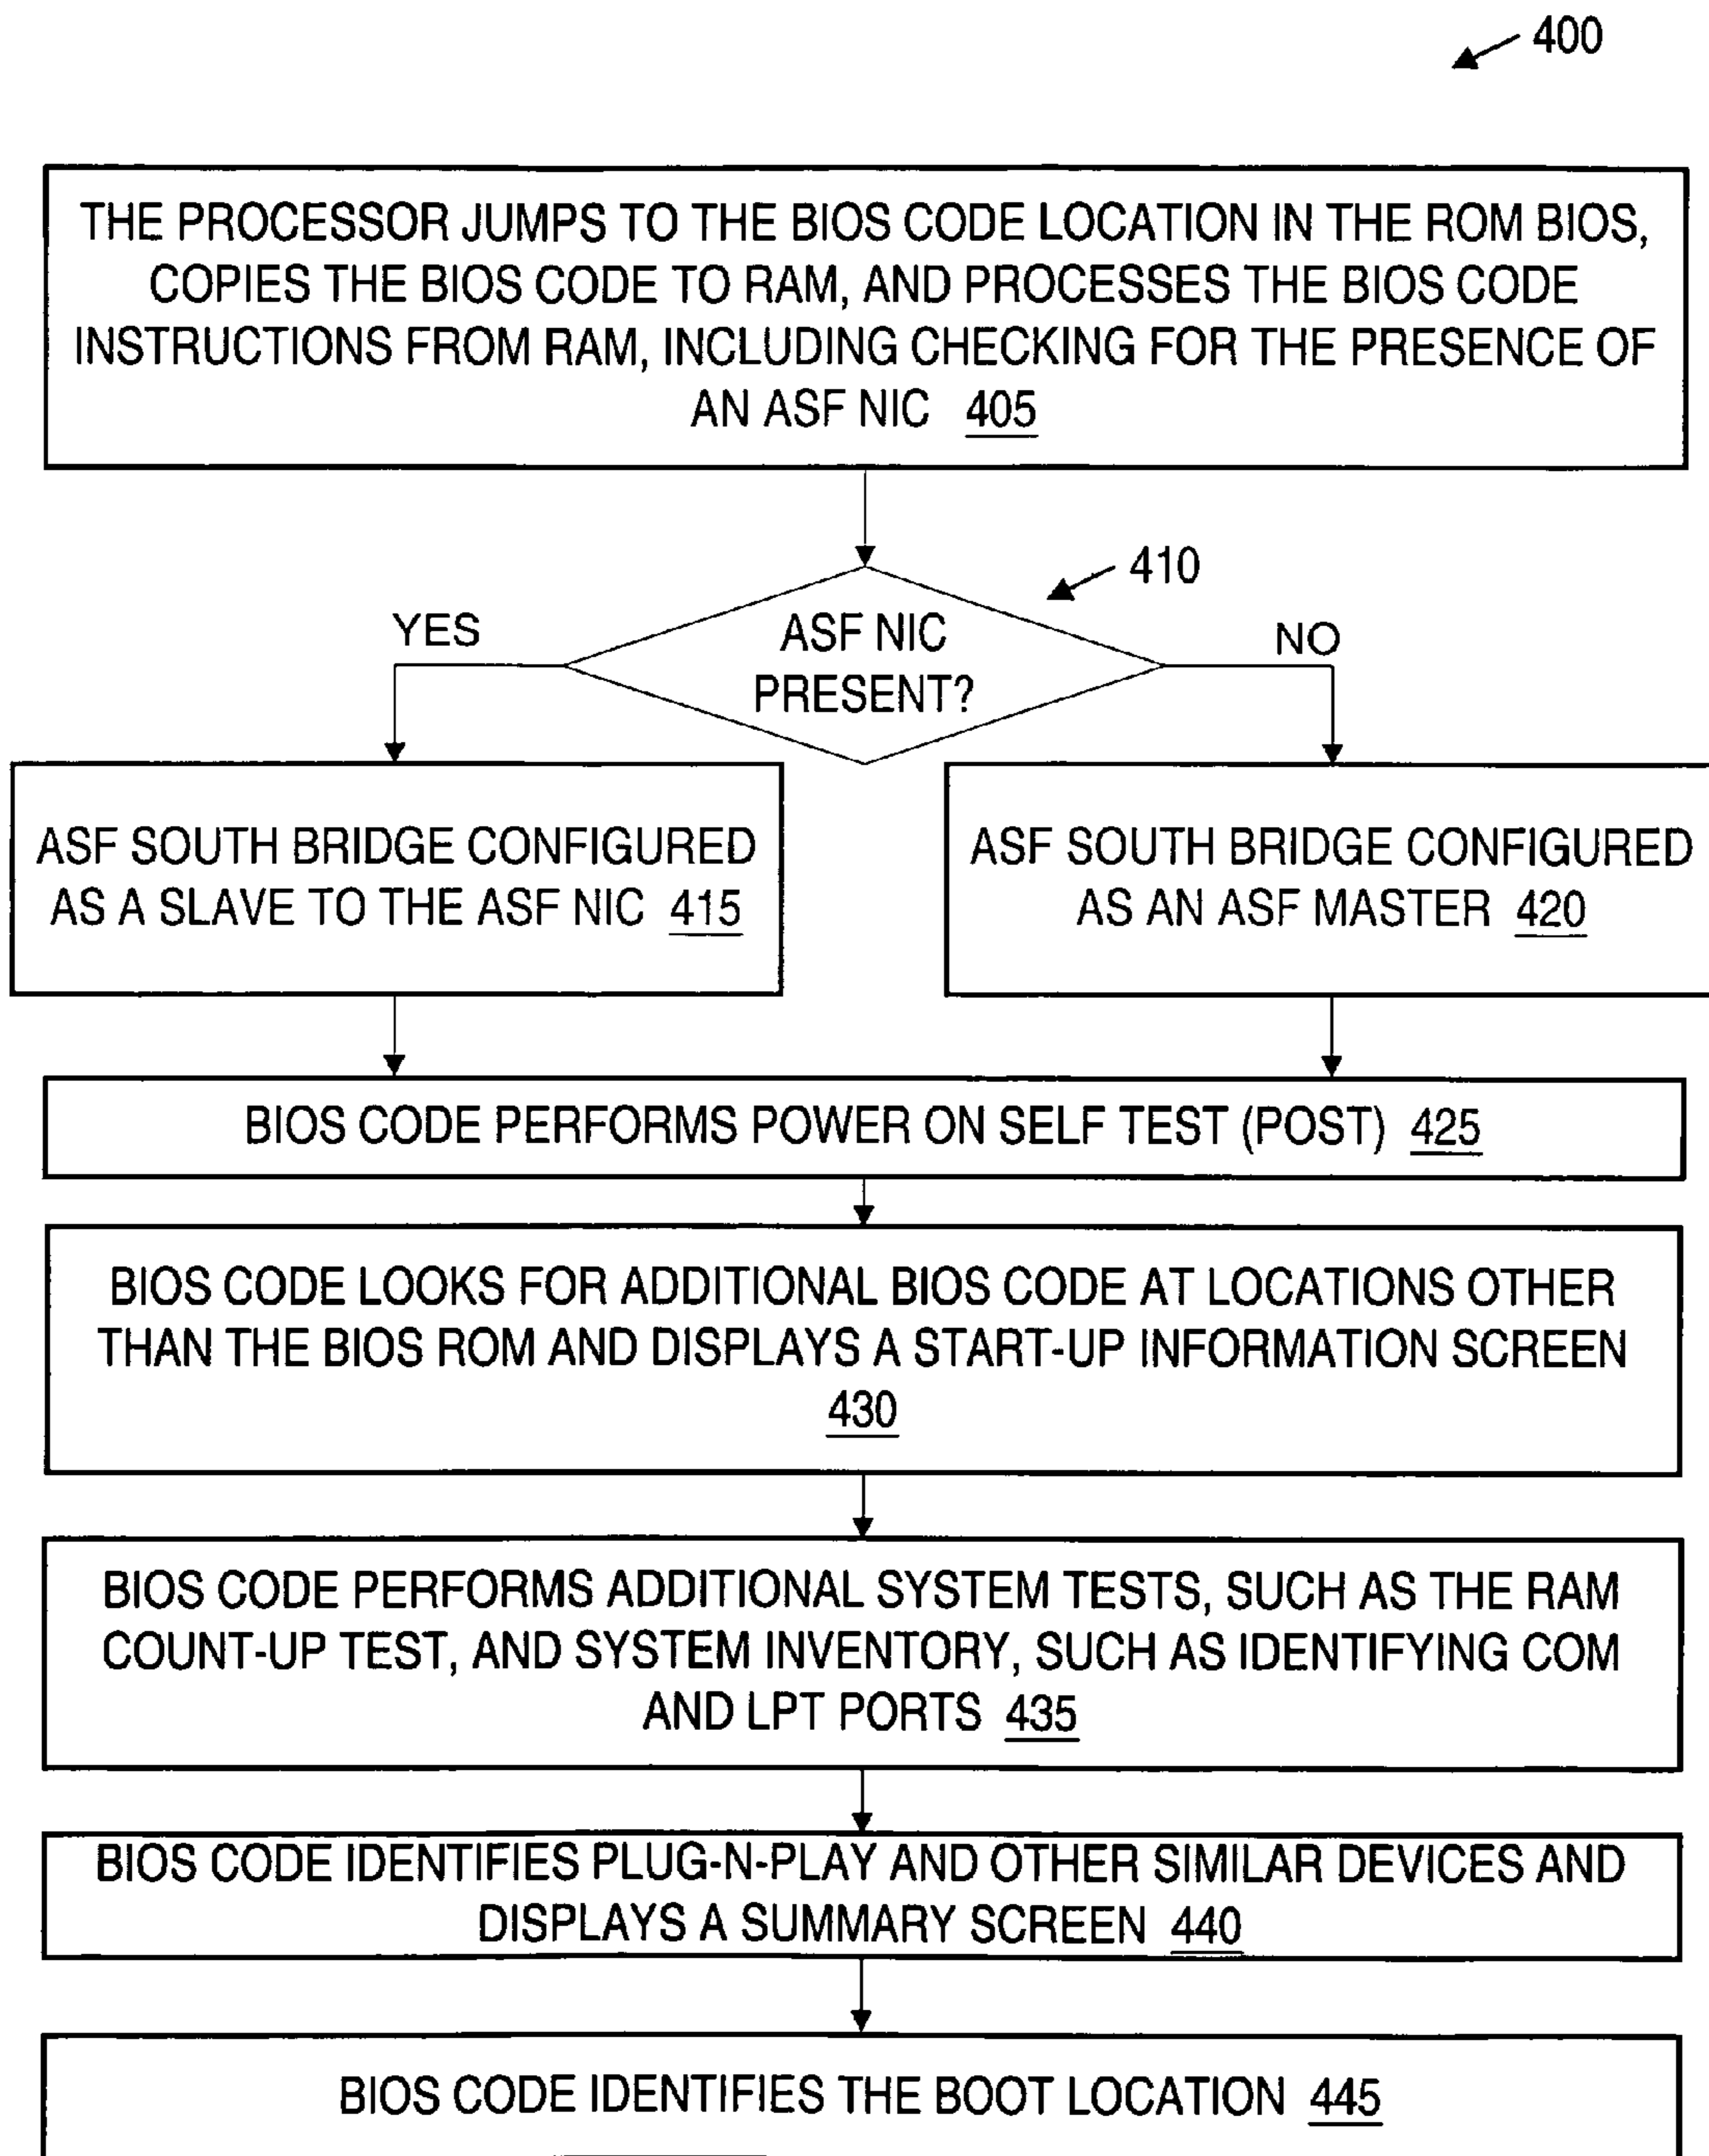 400
THE PROCESSOR JUMPS TO THE BIOS CODE LOCATION IN THE ROM BIOS,
COPIES THE BIOS CODE TO RAM, AND PROCESSES THE BIOS CODE
INSTRUCTIONS FROM RAM, INCLUDING CHECKING FOR THE PRESENCE OF
AN ASF NIC 405
410
YES
ASF NIC
PRESENT?
NO
ASF SOUTH BRIDGE CONFIGURED
AS A SLAVE TO THE ASF NIC 415
ASF SOUTH BRIDGE CONFIGURED
AS AN ASF MASTER 420
BIOS CODE PERFORMS POWER ON SELF TEST (POST) 425
BIOS CODE LOOKS FOR ADDITIONAL BIOS CODE AT LOCATIONS OTHER
THAN THE BIOS ROM AND DISPLAYS A START-UP INFORMATION SCREEN
430
BIOS CODE PERFORMS ADDITIONAL SYSTEM TESTS, SUCH AS THE RAM
COUNT-UP TEST, AND SYSTEM INVENTORY, SUCH AS IDENTIFYING COM
AND LPT PORTS 435
BIOS CODE IDENTIFIES PLUG-N-PLAY AND OTHER SIMILAR DEVICES AND
DISPLAYS A SUMMARY SCREEN 440
BIOS CODE IDENTIFIES THE BOOT LOCATION 445